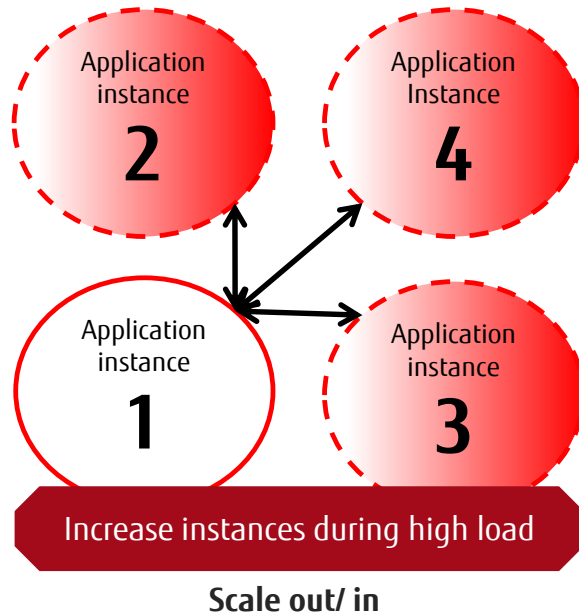 Application
instance
2
Application
Instance
4
Application
instance
1
Application
instance
3
Increase instances during high load
Scale out/ in